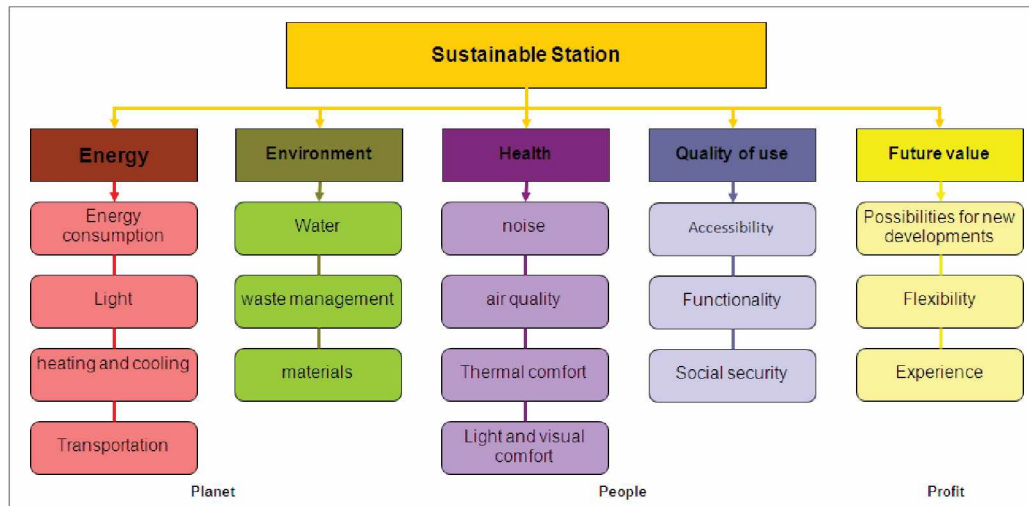 Sustainable Station
Energy
Environment
Health
Quality of use
Future value
Energy
consumption
Light
heating and cooling
Transportation
Water
waste management
materials
noise
air quality
Thermal comfort
Light and visual
comfort
Accessibility
Functionality
Social security
Possibilities for new
developments
Flexibility
Experience
Planet
People
Profit